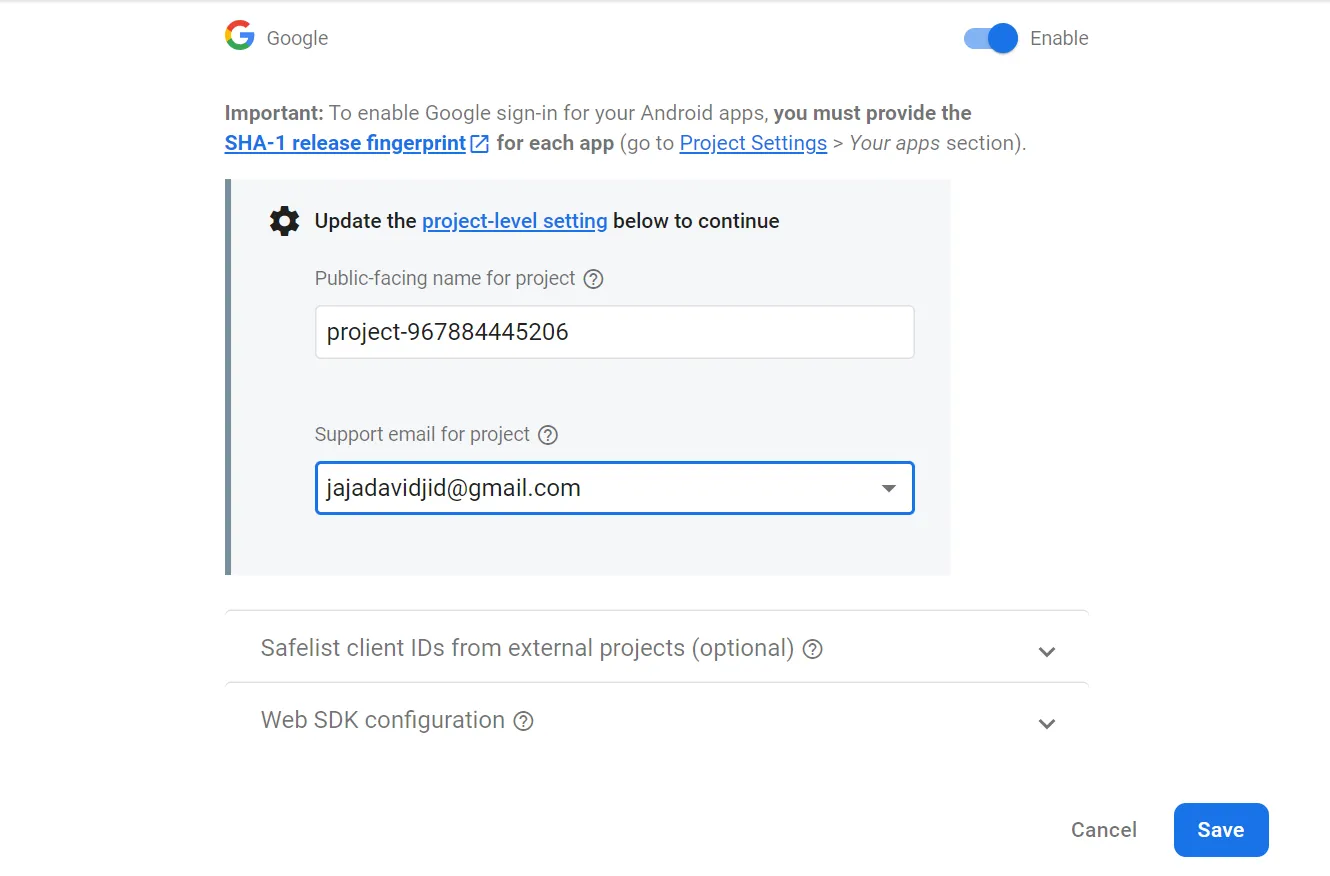 Google
Enable
Important: To enable Google sign-in for your Android apps, you must provide the
SHA-1 release fingerprint for each app (go to Project Settings > Your apps section).
Update the project-level setting below to continue
Public-facing name for project
project-967884445206
Support email for project
jajadavidjid@gmail.com
Safelist client IDs from external projects (optional)
Web SDK configuration
Cancel
Save